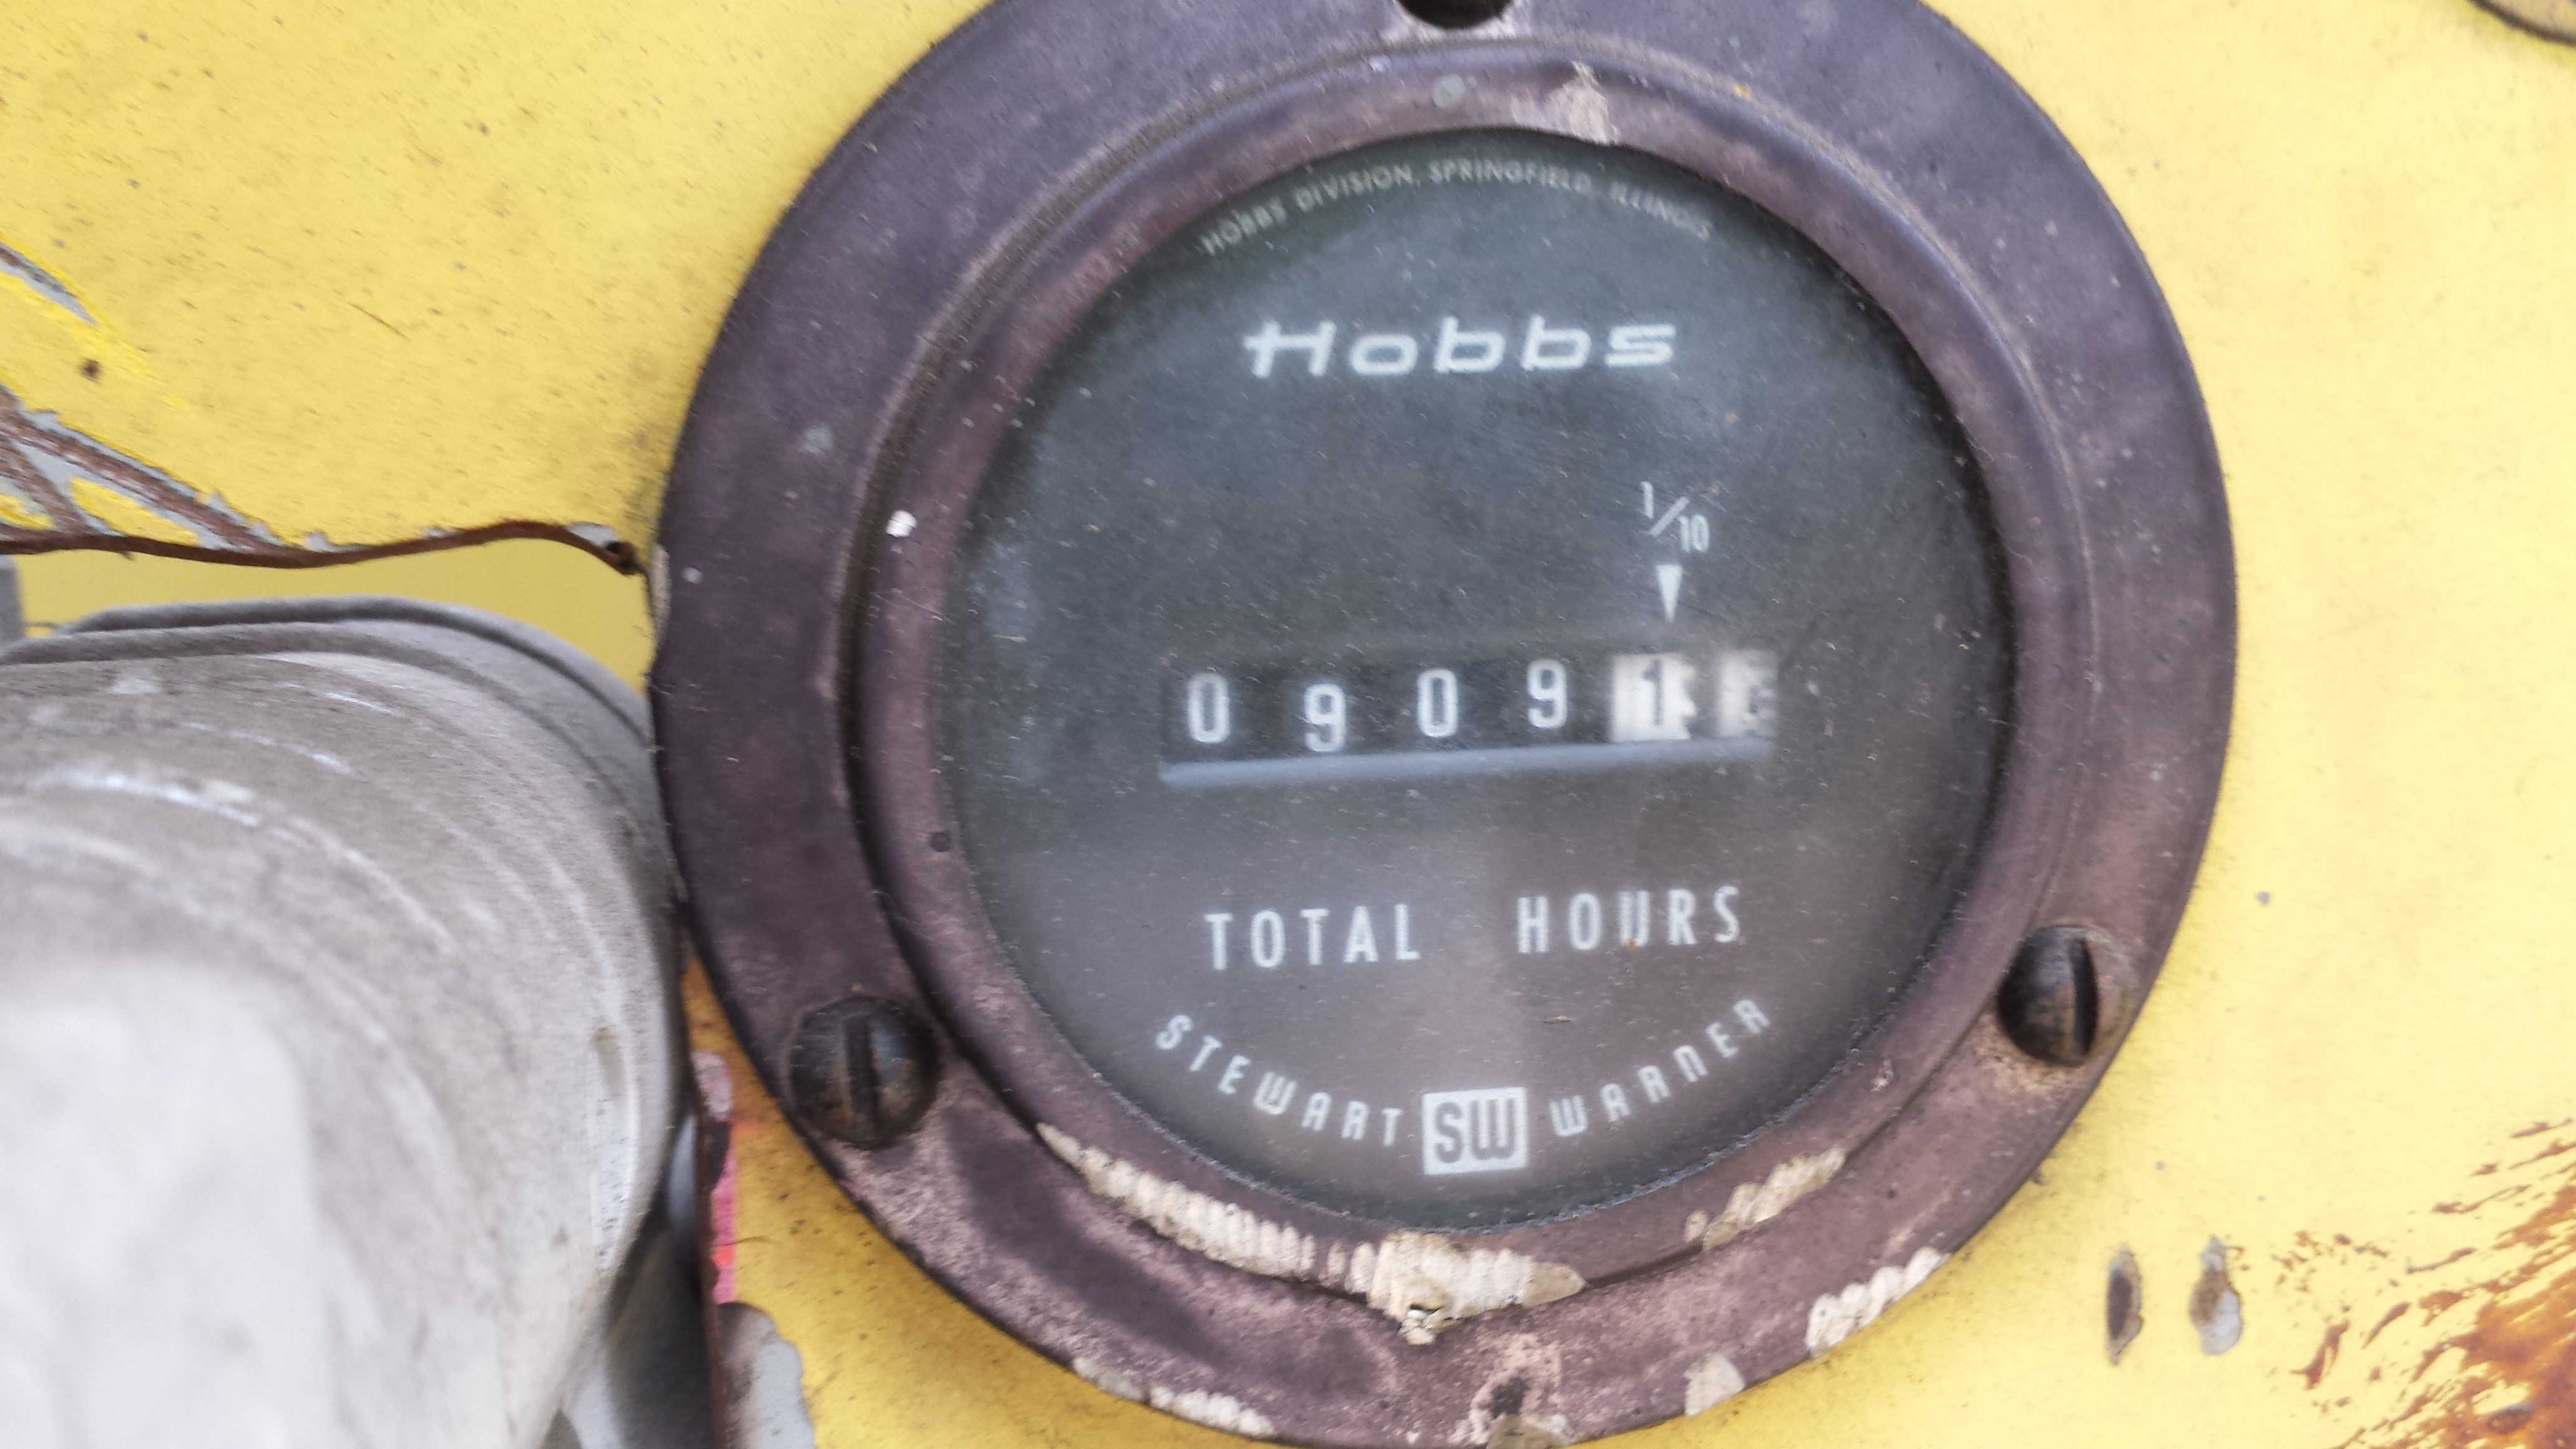 HOBBS DIVISION, SPRINGFIELD, ILLINOIS
Hobbs
1/10
0 9 0 9 1
TOTAL HOURS
STEWART SW WARNER